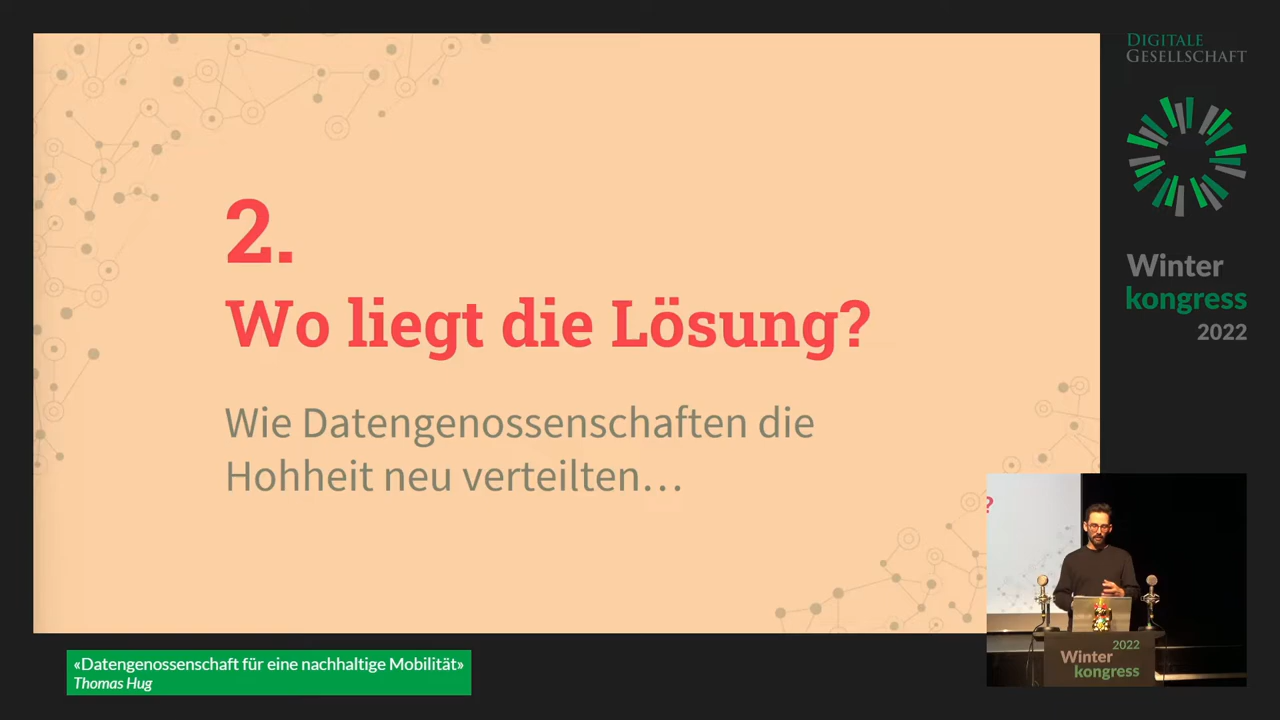 2.
Wo liegt die Lösung?
Wie Datengenossenschaften die
Hohheit neu verteilten…
DIGITALE
GESELLSCHAFT
Winter
kongress
2022
?
2022
Winter
kongress
«Datengenossenschaft für eine nachhaltige Mobilität»
Thomas Hug